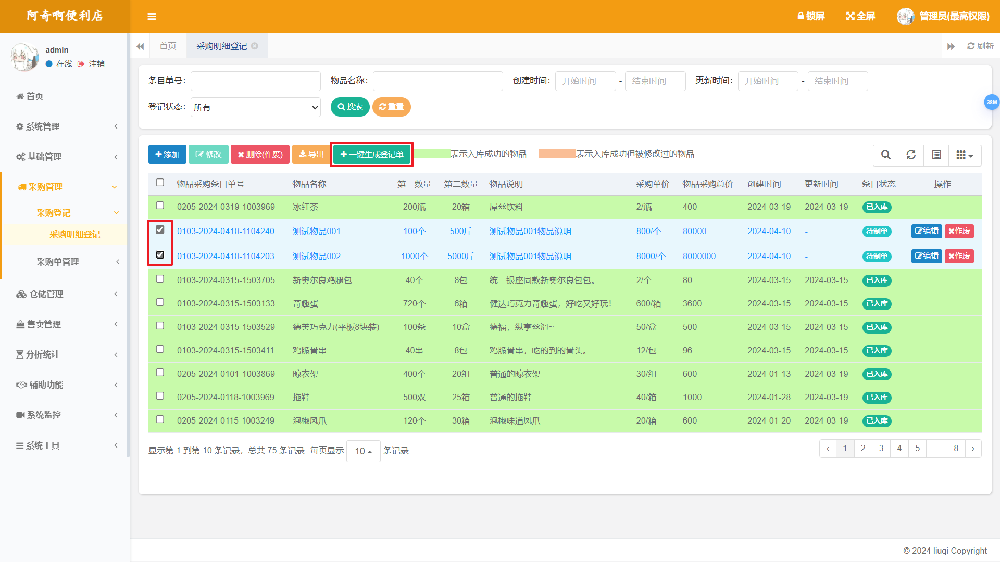 阿奇啊便利店
锁屏 全屏 管理员(最高权限)
admin
在线 注销
首页 采购明细登记 刷新
条目单号： 物品名称： 创建时间： 开始时间 - 结束时间 更新时间： 开始时间 - 结束时间
登记状态： 所有 搜索 重置
38M
首页
系统管理
基础管理
采购管理
采购登记
采购明细登记
采购单管理
仓储管理
售卖管理
分析统计
辅助功能
系统监控
系统工具
添加 修改 删除(作废) 导出 一键生成登记单 表示入库成功的物品 表示入库成功但被修改过的物品
物品采购条目单号 物品名称 第一数量 第二数量 物品说明 采购单价 物品采购总价 创建时间 更新时间 条目状态 操作
0205-2024-0319-1003969 冰红茶 200瓶 20箱 屌丝饮料 2/瓶 400 2024-03-19 2024-03-19 已入库
0103-2024-0410-1104240 测试物品001 100个 500斤 测试物品001物品说明 800/个 80000 2024-04-10 - 待制单 编辑 作废
0103-2024-0410-1104203 测试物品002 1000个 5000斤 测试物品001物品说明 8000/个 8000000 2024-04-10 - 待制单 编辑 作废
0103-2024-0315-1503705 新奥尔良鸡腿包 40个 8包 统一银座同款新奥尔良包包。 2/个 80 2024-03-15 2024-03-15 已入库
0103-2024-0315-1503133 奇趣蛋 720个 6箱 健达巧克力奇趣蛋，好吃又好玩！ 600/箱 3600 2024-03-15 2024-03-15 已入库
0103-2024-0315-1503529 德芙巧克力(平板8块装) 100条 10盒 德福，纵享丝滑~ 50/盒 500 2024-03-15 2024-03-15 已入库
0103-2024-0315-1503411 鸡脆骨串 40串 8包 鸡脆骨串，吃的到的骨头。 12/包 96 2024-03-15 2024-03-15 已入库
0205-2024-0101-1003869 晾衣架 400个 20组 普通的晾衣架 30/组 600 2024-01-13 2024-03-19 已入库
0205-2024-0118-1003969 拖鞋 500双 25箱 普通的拖鞋 40/箱 1000 2024-01-28 2024-03-19 已入库
0205-2024-0115-1003249 泡椒风爪 120个 30箱 泡椒味道凤爪 20/箱 600 2024-01-20 2024-03-19 已入库
显示第 1 到第 10 条记录，总共 75 条记录 每页显示 10 条记录
‹ 1 2 3 4 5 ... 8 ›
© 2024 liuqi Copyright